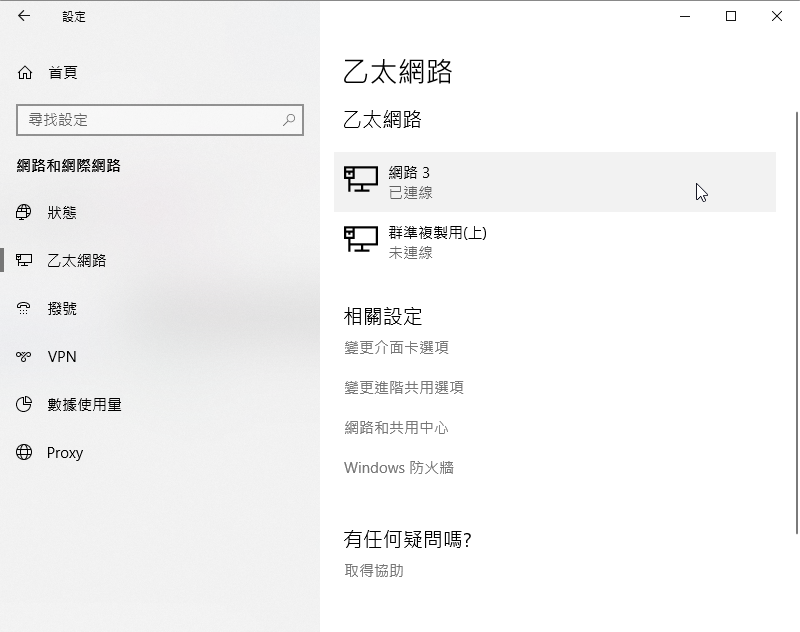 設定
首頁
尋找設定
網路和網際網路
狀態
乙太網路
撥號
VPN
數據使用量
Proxy
乙太網路
乙太網路
網路 3
已連線
群準複製用(上)
未連線
相關設定
變更介面卡選項
變更進階共用選項
網路和共用中心
Windows 防火牆
有任何疑問嗎?
取得協助